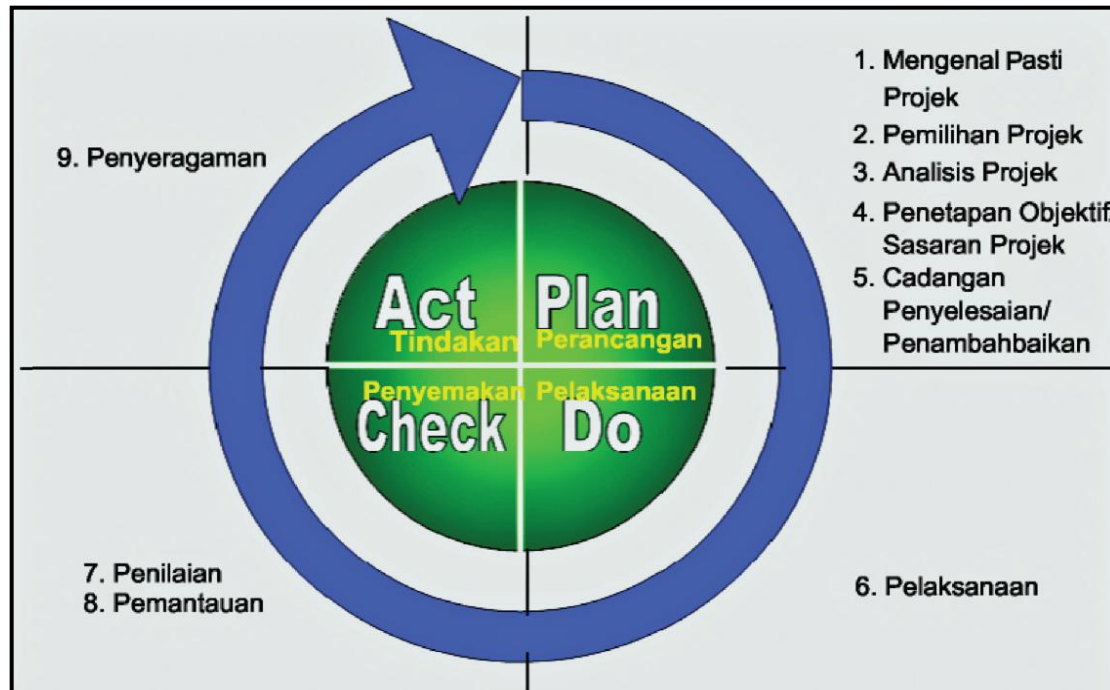 1. Mengenal Pasti
Projek
2. Pemilihan Projek
3. Analisis Projek
4. Penetapan Objektif/
Sasaran Projek
5. Cadangan
Penyelesaian/
Penambahbaikan
9. Penyeragaman
Act
Tindakan
Plan
Perancangan
Penyemakan
Check
Pelaksanaan
Do
7. Penilaian
8. Pemantauan
6. Pelaksanaan